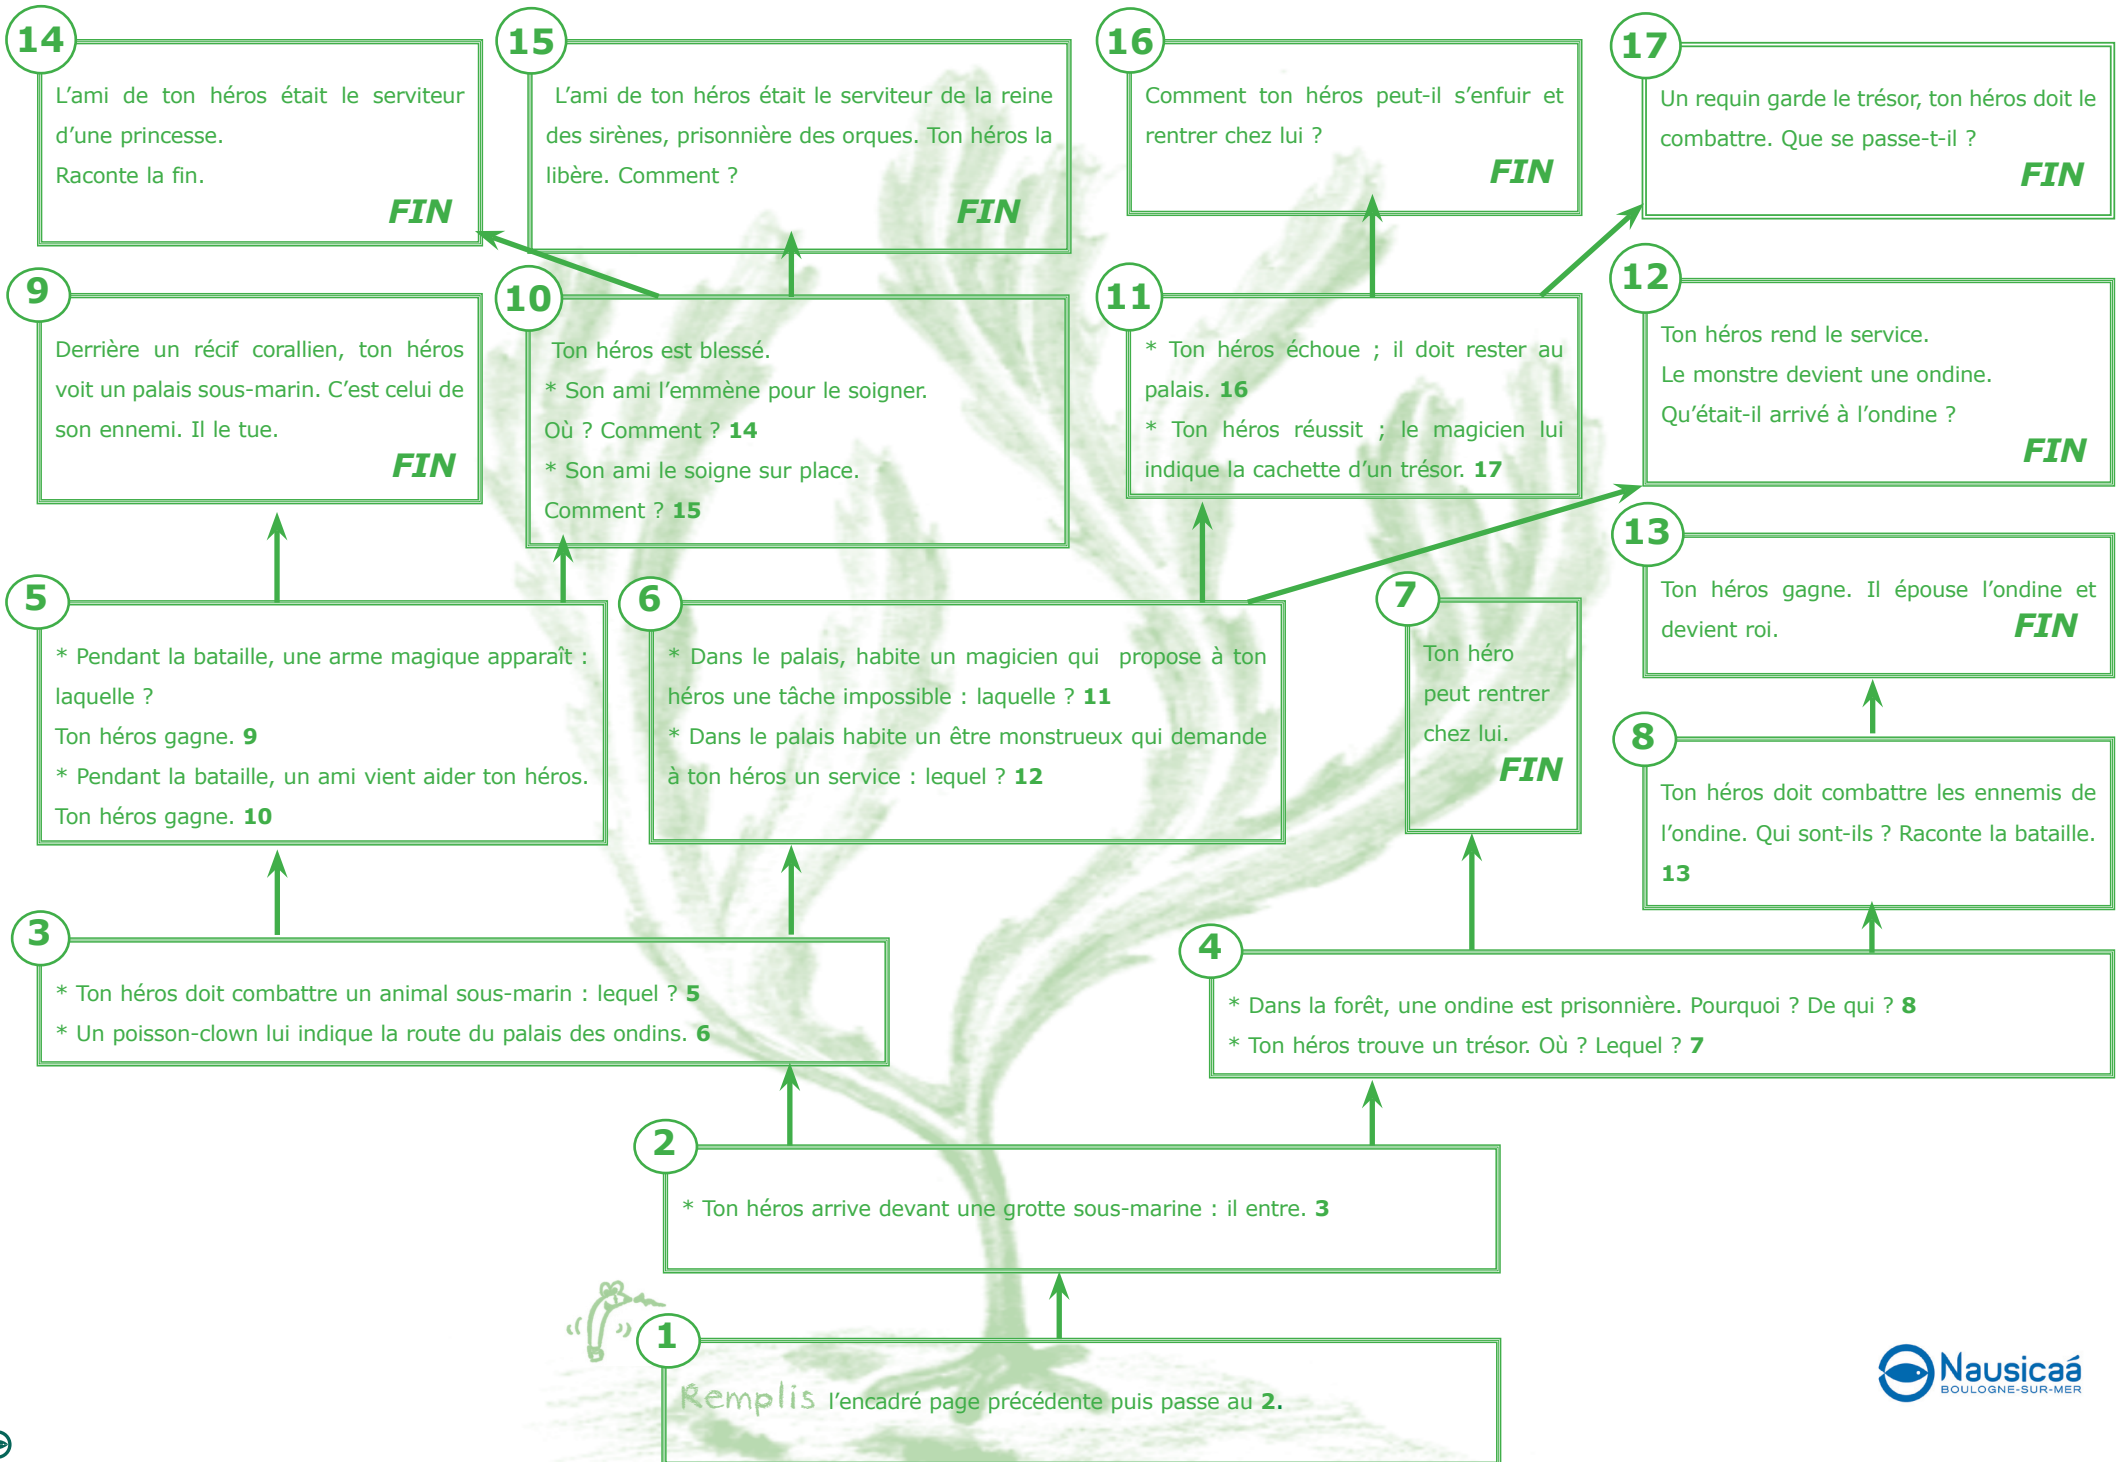 14
L'ami de ton héros était le serviteur
d'une princesse.
Raconte la fin.
FIN
15
L'ami de ton héros était le serviteur de la reine
des sirènes, prisonnière des orques. Ton héros la
libère. Comment ?
FIN
16
Comment ton héros peut-il s'enfuir et
rentrer chez lui ?
FIN
17
Un requin garde le trésor, ton héros doit le
combattre. Que se passe-t-il ?
FIN
9
Derrière un récif corallien, ton héros
voit un palais sous-marin. C'est celui de
son ennemi. Il le tue.
FIN
10
Ton héros est blessé.
* Son ami l'emmène pour le soigner.
Où ? Comment ? 14
* Son ami le soigne sur place.
Comment ? 15
11
* Ton héros échoue ; il doit rester au
palais. 16
* Ton héros réussit ; le magicien lui
indique la cachette d'un trésor. 17
12
Ton héros rend le service.
Le monstre devient une ondine.
Qu'était-il arrivé à l'ondine ?
FIN
13
Ton héros gagne. Il épouse l'ondine et
devient roi.
FIN
5
* Pendant la bataille, une arme magique apparaît :
laquelle ?
Ton héros gagne. 9
* Pendant la bataille, un ami vient aider ton héros.
Ton héros gagne. 10
6
* Dans le palais, habite un magicien qui propose à ton
héros une tâche impossible : laquelle ? 11
* Dans le palais habite un être monstrueux qui demande
à ton héros un service : lequel ? 12
7
Ton héro
peut rentrer
chez lui.
FIN
8
Ton héros doit combattre les ennemis de
l'ondine. Qui sont-ils ? Raconte la bataille.
13
3
* Ton héros doit combattre un animal sous-marin : lequel ? 5
* Un poisson-clown lui indique la route du palais des ondins. 6
4
* Dans la forêt, une ondine est prisonnière. Pourquoi ? De qui ? 8
* Ton héros trouve un trésor. Où ? Lequel ? 7
2
* Ton héros arrive devant une grotte sous-marine : il entre. 3
1
Remplis l'encadré page précédente puis passe au 2.
Nausicaá
BOULOGNE-SUR-MER